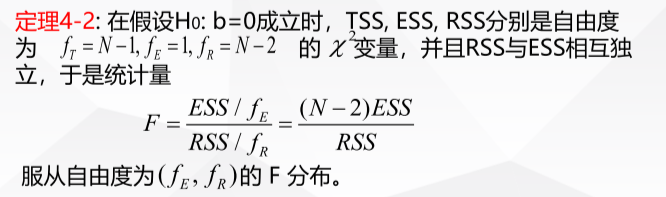 定理4-2: 在假设H₀: b=0成立时，TSS, ESS, RSS分别是自由度
为 f_T = N−1, f_E = 1, f_R = N−2 的 χ²变量，并且RSS与ESS相互独
立，于是统计量
F = \frac{ESS / f_E}{RSS / f_R} = \frac{(N−2)ESS}{RSS}
服从自由度为(f_E, f_R)的 F 分布。